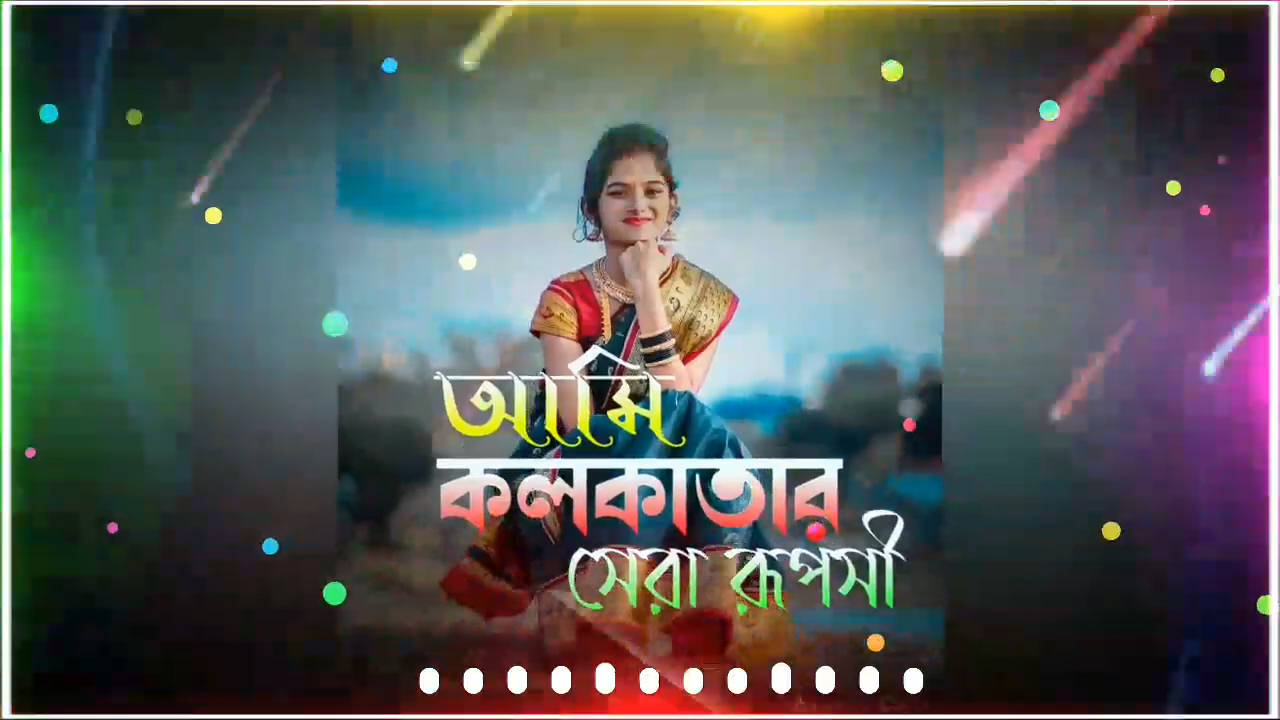 আমি
কলকাতার
সেরা রূপসী